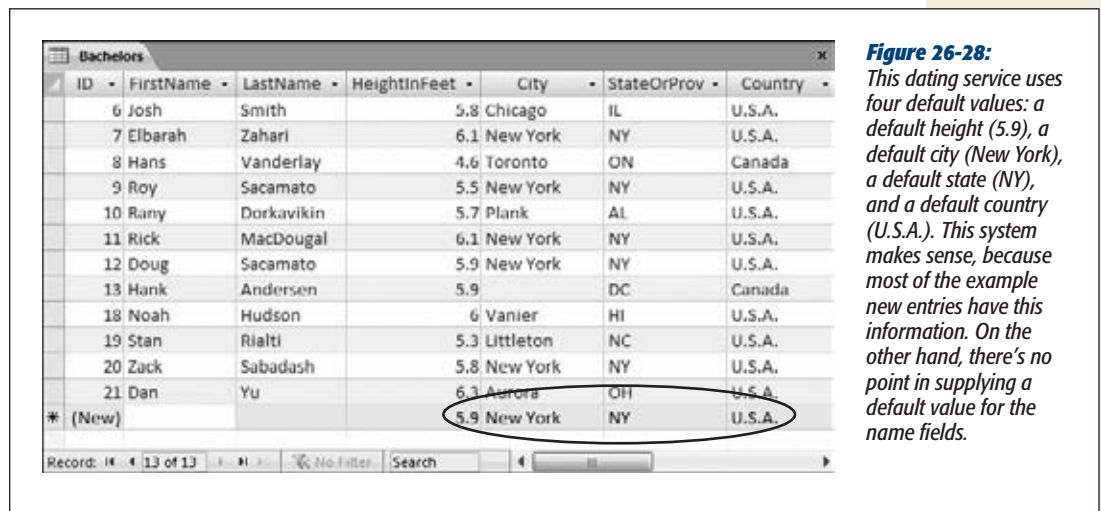 Bachelors
ID FirstName LastName HeightInFeet City StateOrProv Country
6 Josh Smith 5.8 Chicago IL U.S.A.
7 Elbarah Zahari 6.1 New York NY U.S.A.
8 Hans Vanderlay 4.6 Toronto ON Canada
9 Roy Sacamato 5.5 New York NY U.S.A.
10 Rany Dorkavikin 5.7 Plank AL U.S.A.
11 Rick MacDougal 6.1 New York NY U.S.A.
12 Doug Sacamato 5.9 New York NY U.S.A.
13 Hank Andersen 5.9 DC Canada
18 Noah Hudson 6 Vanier HI U.S.A.
19 Stan Rialti 5.3 Littleton NC U.S.A.
20 Zack Sabadash 5.8 New York NY U.S.A.
21 Dan Yu 6.3 Aurora OH U.S.A.
* (New) 5.9 New York NY U.S.A.
Record: 13 of 13 No Filter Search
Figure 26-28:
This dating service uses
four default values: a
default height (5.9), a
default city (New York),
a default state (NY),
and a default country
(U.S.A.). This system
makes sense, because
most of the example
new entries have this
information. On the
other hand, there's no
point in supplying a
default value for the
name fields.